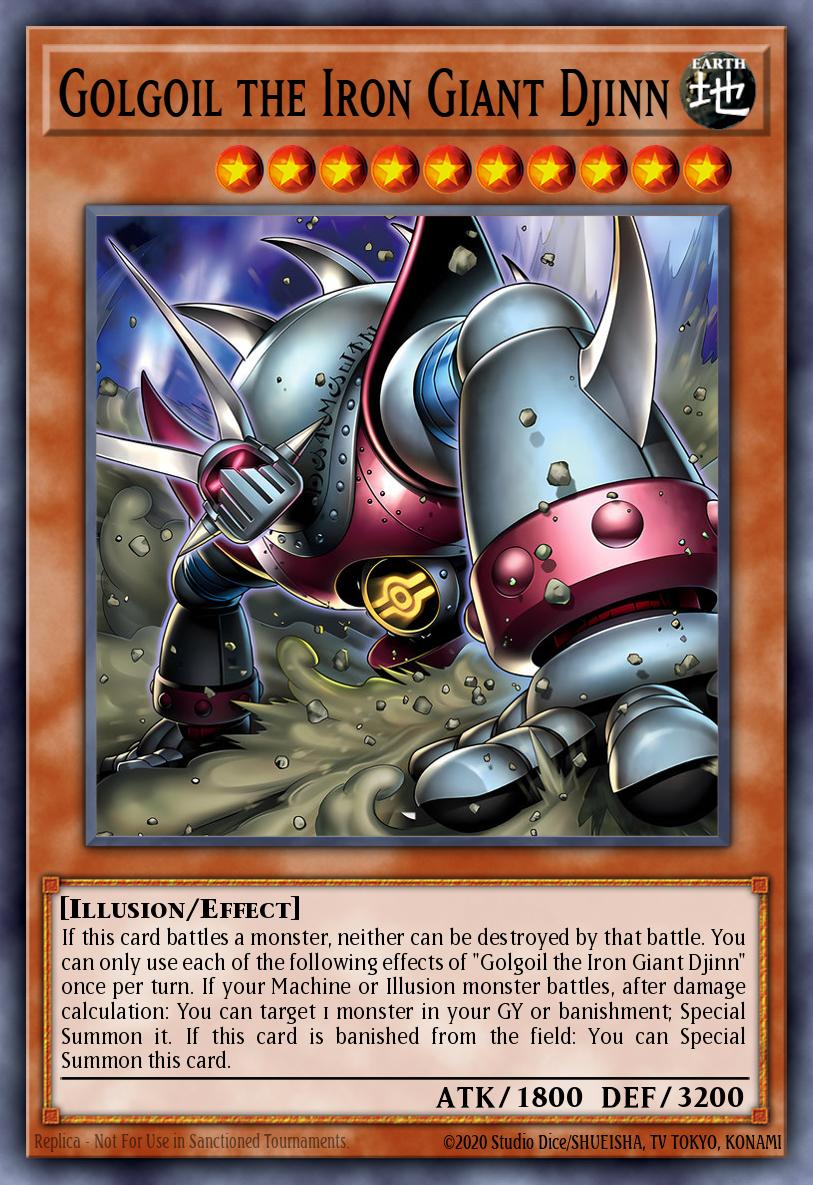 Golgoil the Iron Giant Djinn
EARTH
地
[Illusion/Effect]
If this card battles a monster, neither can be destroyed by that battle. You
can only use each of the following effects of "Golgoil the Iron Giant Djinn"
once per turn. If your Machine or Illusion monster battles, after damage
calculation: You can target 1 monster in your GY or banishment; Special
Summon it. If this card is banished from the field: You can Special
Summon this card.
ATK/1800 DEF/3200
Replica - Not For Use in Sanctioned Tournaments.
©2020 Studio Dice/SHUEISHA, TV TOKYO, KONAMI